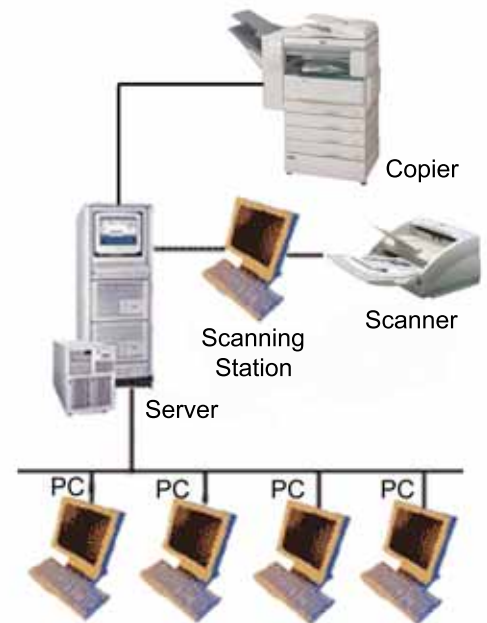 Copier
Scanner
Scanning
Station
Server
PC PC PC PC